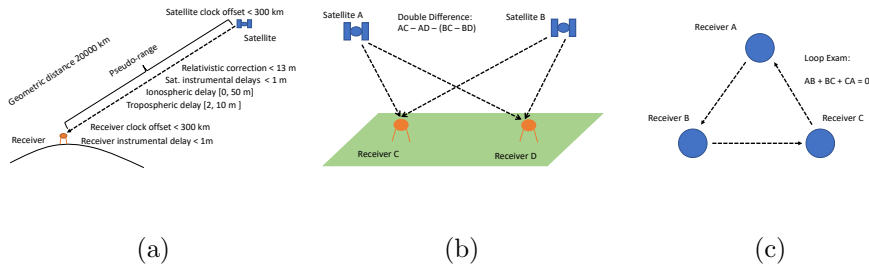 Satellite clock offset < 300 km
Satellite
Geometric distance 20000 km
Pseudo-range
Relativistic correction < 13 m
Sat. instrumental delays < 1 m
Ionospheric delay [0, 50 m]
Tropospheric delay [2, 10 m ]
Receiver clock offset < 300 km
Receiver
Receiver instrumental delay < 1m
(a)
Satellite A
Double Difference:
AC – AD – (BC – BD)
Satellite B
Receiver C
Receiver D
(b)
Receiver A
Loop Exam:
AB + BC + CA = 0
Receiver B
Receiver C
(c)